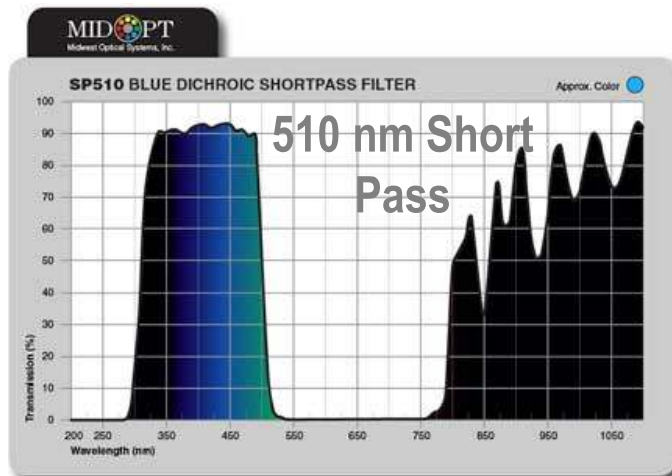 MIDOPT
Midwest Optical Systems, Inc.
SP510 BLUE DICHROIC SHORTPASS FILTER
Approx. Color
510 nm Short
Pass
100
90
80
70
60
50
40
30
20
10
0
Transmission (%)
200 250 350 450 550 650 750 850 950 1050
Wavelength (nm)